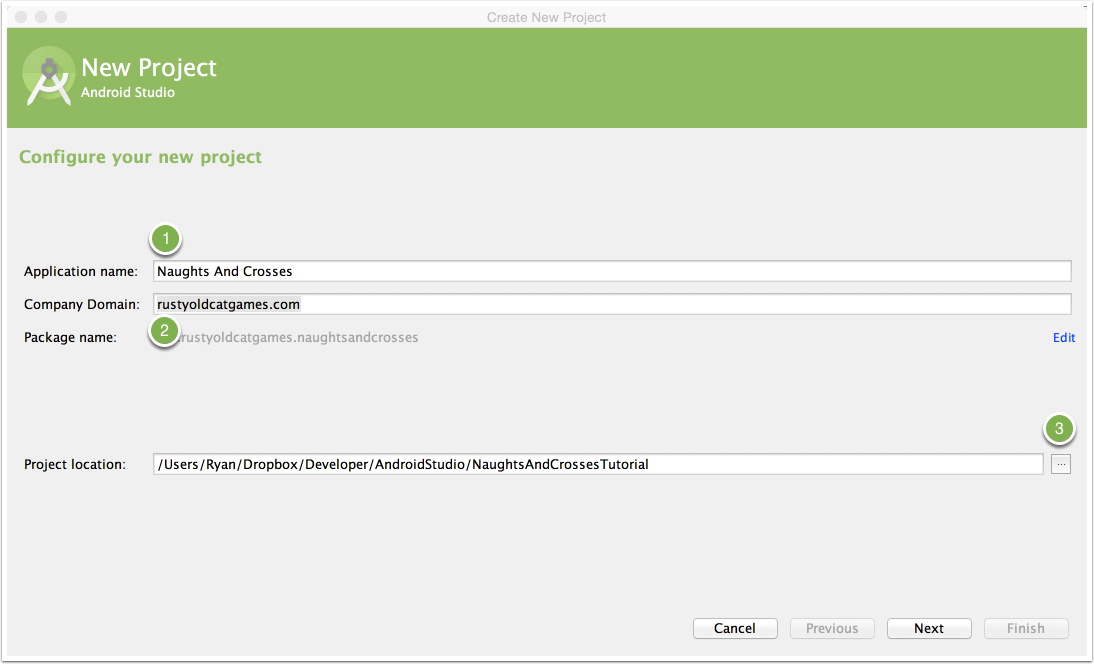 Create New Project
New Project
Android Studio
Configure your new project
1
Application name: Naughts And Crosses
Company Domain: rustyoldcatgames.com
2
Package name: rustyoldcatgames.naughtsandcrosses Edit
3
Project location: /Users/Ryan/Dropbox/Developer/AndroidStudio/NaughtsAndCrossesTutorial ...
Cancel Previous Next Finish